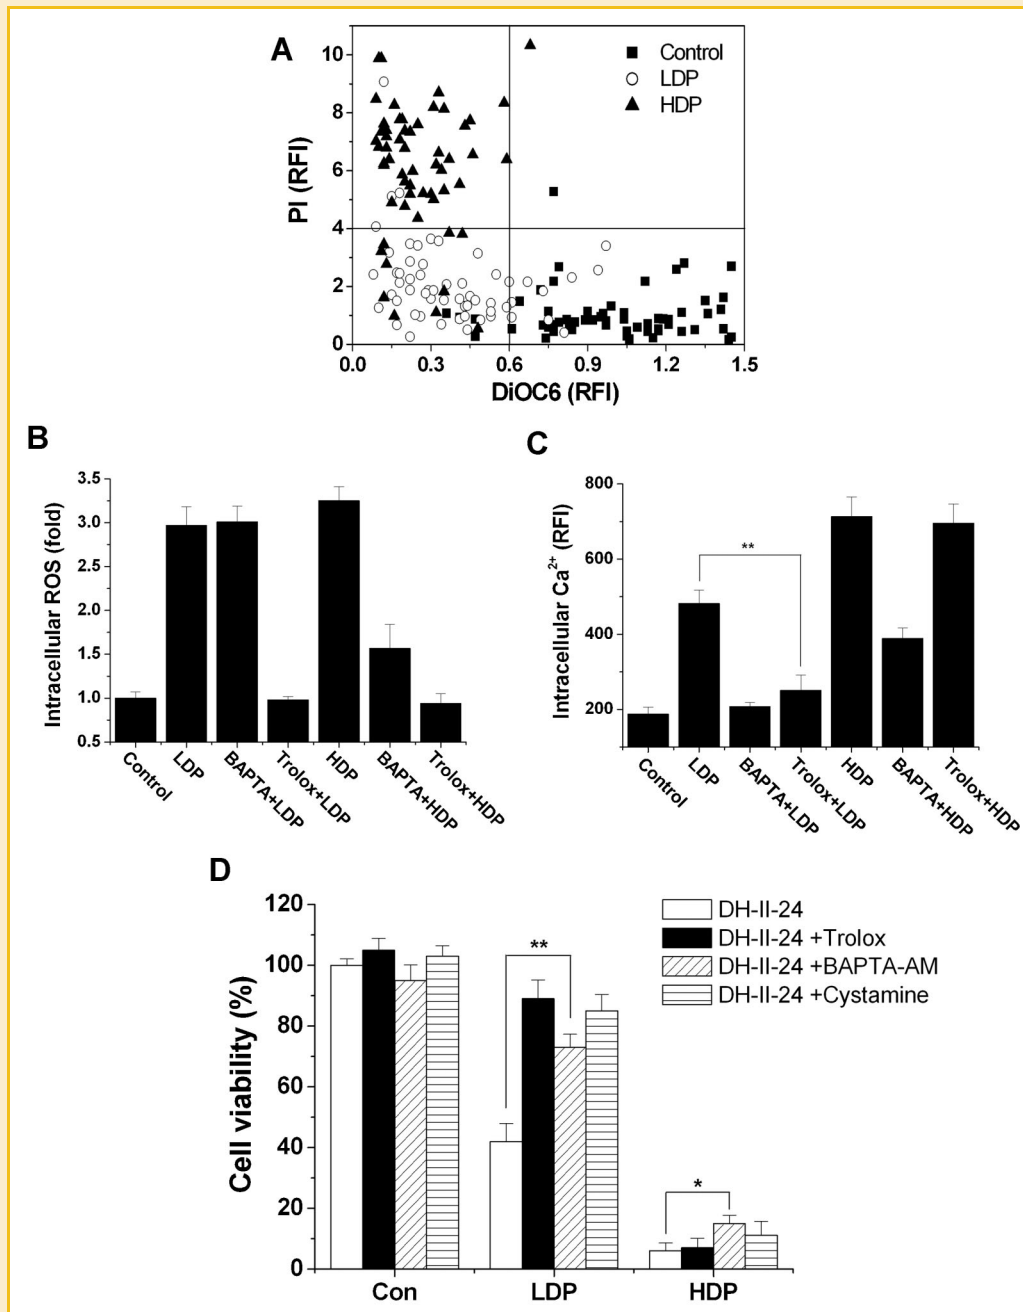 A
Control
LDP
HDP
PI (RFI)
10
8
6
4
2
0
0.0 0.3 0.6 0.9 1.2 1.5
DiOC6 (RFI)
B
Intracellular ROS (fold)
3.5
3.0
2.5
2.0
1.5
1.0
0.5
Control LDP BAPTA+LDP Trolox+LDP HDP BAPTA+HDP Trolox+HDP
C
Intracellular Ca²⁺ (RFI)
800
600
400
200
**
Control LDP BAPTA+LDP Trolox+LDP HDP BAPTA+HDP Trolox+HDP
D
Cell viability (%)
120
100
80
60
40
20
0
DH-II-24
DH-II-24 +Trolox
DH-II-24 +BAPTA-AM
DH-II-24 +Cystamine
**
*
Con LDP HDP